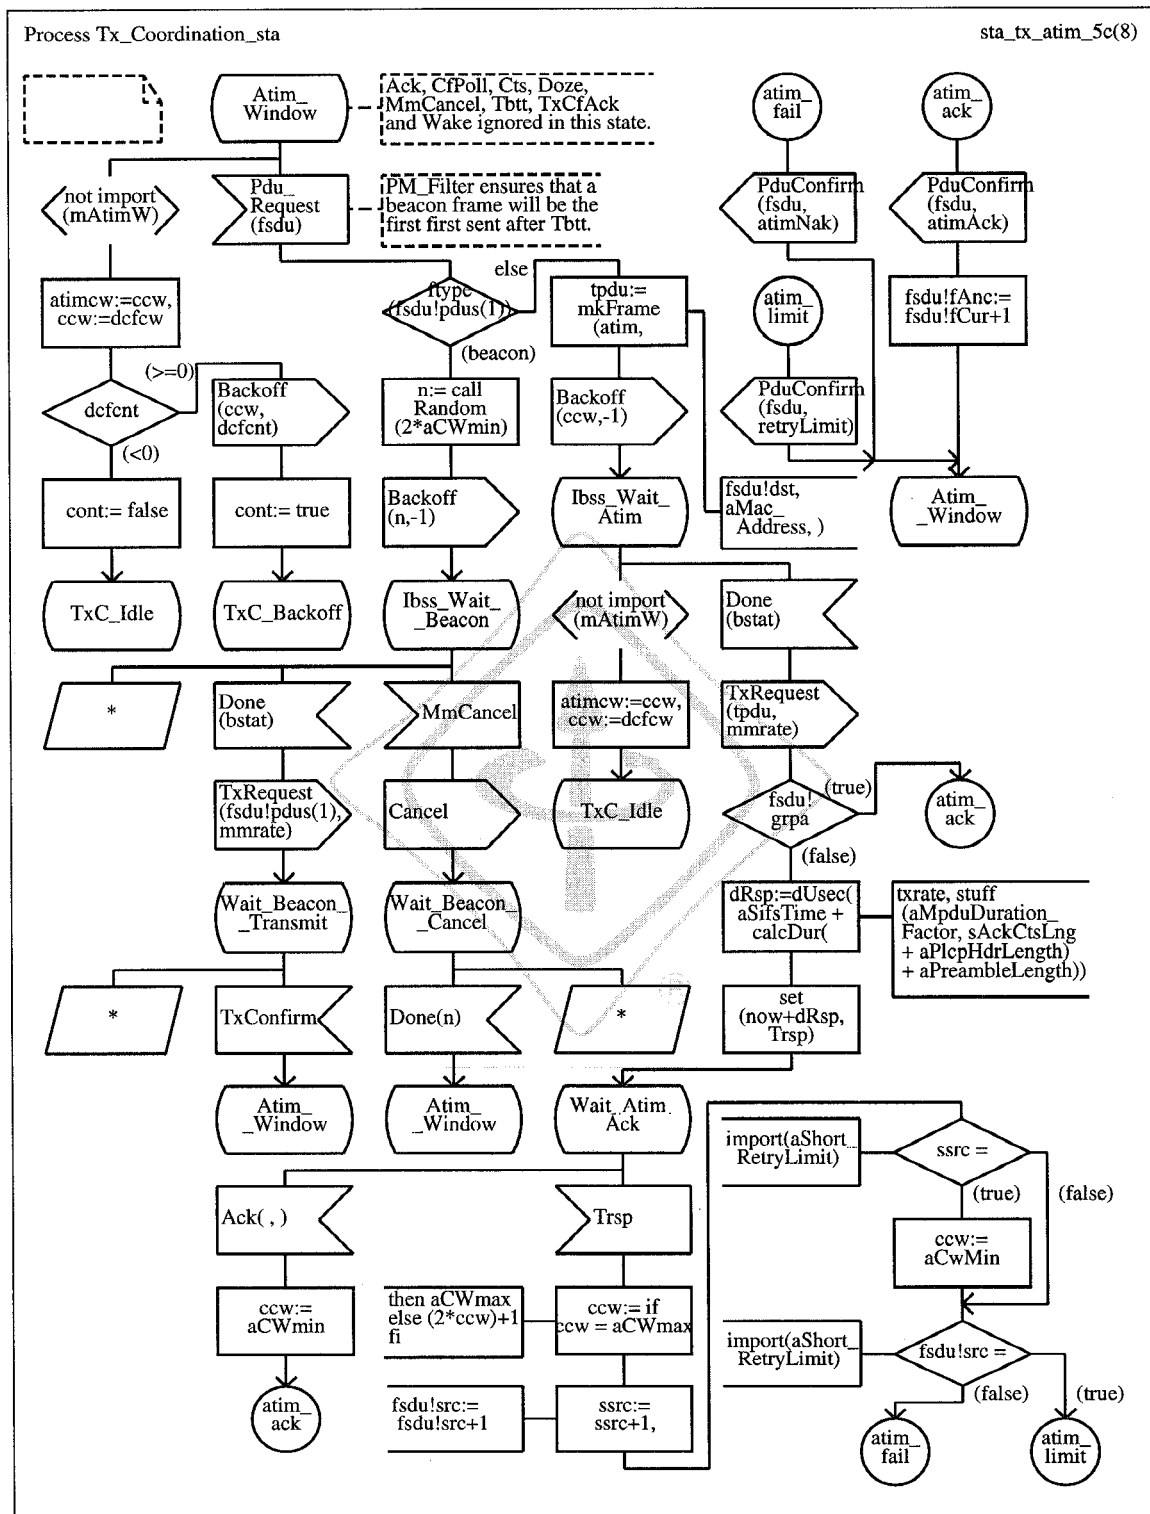 Process Tx_Coordination_sta
sta_tx_atim_5c(8)
Atim_
_Window
Ack, CfPoll, Cts, Doze,
MmCancel, Tbtt, TxCfAck
and Wake ignored in this state.
atim_
fail
atim_
ack
not import
(mAtimW)
Pdu_
_Request
(fsdu)
PM_Filter ensures that a
beacon frame will be the
first first sent after Tbtt.
PduConfirm
(fsdu,
atimNak)
PduConfirm
(fsdu,
atimAck)
atimcw:=ccw,
ccw:=dcfcw
ftype
(fsdu!pdus(1))
else
(beacon)
tpdu:=
mkFrame
(atim,
atim_
limit
fsdu!fAnc:=
fsdu!fCur+1
dcfcnt
(>=0)
(<0)
Backoff
(ccw,
dcfcnt)
n:= call
Random
(2*aCWmin)
Backoff
(ccw,-1)
PduConfirm
(fsdu,
retryLimit)
cont:= false
cont:= true
Backoff
(n,-1)
Ibss_Wait_
_Atim
fsdu!dst,
aMac_
_Address, )
Atim_
_Window
TxC_Idle
TxC_Backoff
Ibss_Wait_
_Beacon
not import
(mAtimW)
Done
(bstat)
*
Done
(bstat)
MmCancel
atimcw:=ccw,
ccw:=dcfcw
TxRequest
(tpdu,
mmrate)
TxRequest
(fsdu!pdus(1),
mmrate)
Cancel
TxC_Idle
fsdu!
grpa
(true)
(false)
atim_
ack
Wait_Beacon_
_Transmit
Wait_Beacon_
_Cancel
dRsp:=dUsec(
aSifsTime +
calcDur(
txrate, stuff
(aMpduDuration_
_Factor, sAckCtsLng
+ aPlcpHdrLength)
+ aPreambleLength))
*
TxConfirm
Done(n)
*
set
(now+dRsp,
Trsp)
®
Atim_
_Window
Atim_
_Window
Wait_Atim_
_Ack
import(aShort_
_RetryLimit)
ssrc =
(true)
(false)
Ack( , )
Trsp
ccw:=
aCwMin
ccw:=
aCWmin
then aCWmax
else (2*ccw)+1
fi
ccw:= if
ccw = aCWmax
import(aShort_
_RetryLimit)
fsdu!src =
(false)
(true)
atim_
ack
fsdu!src:=
fsdu!src+1
ssrc:=
ssrc+1,
atim_
fail
atim_
limit